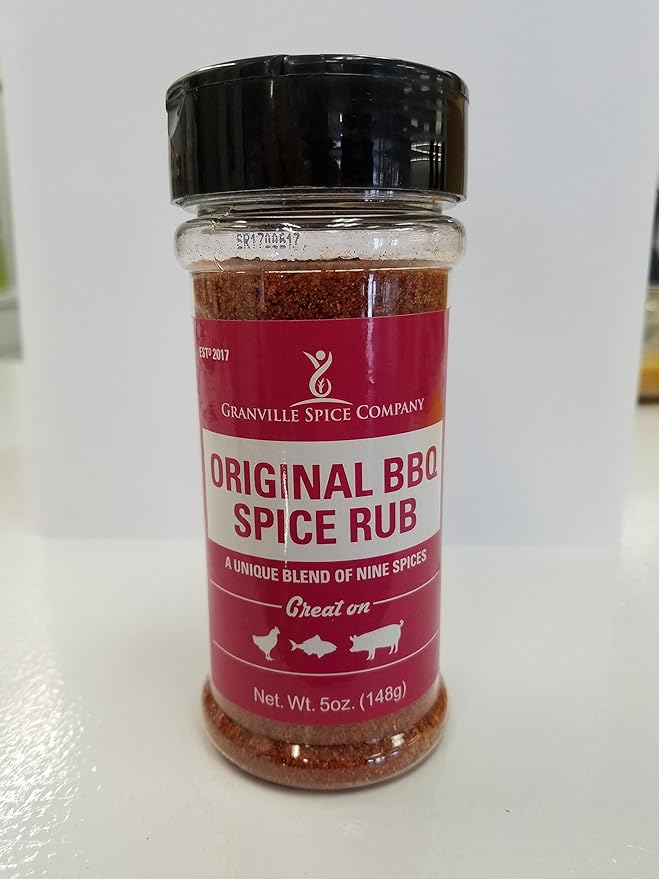 EST⁰ 2017
GRANVILLE SPICE COMPANY
ORIGINAL BBQ
SPICE RUB
A UNIQUE BLEND OF NINE SPICES
Great on
Net. Wt. 5oz. (148g)